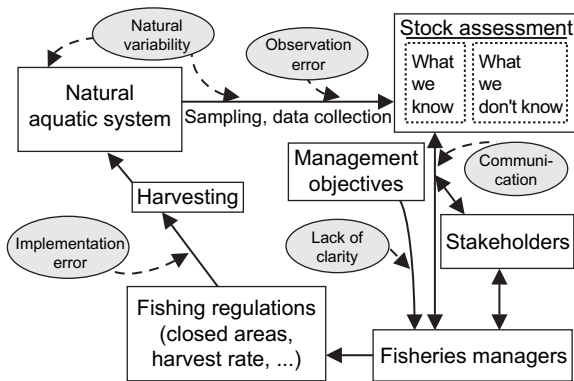 Natural
variability
Observation
error
Stock assessment
What
we
know
What
we
don't know
Natural
aquatic system
Sampling, data collection
Management
objectives
Communi-
cation
Harvesting
Implementation
error
Lack of
clarity
Stakeholders
Fishing regulations
(closed areas,
harvest rate, ...)
Fisheries managers